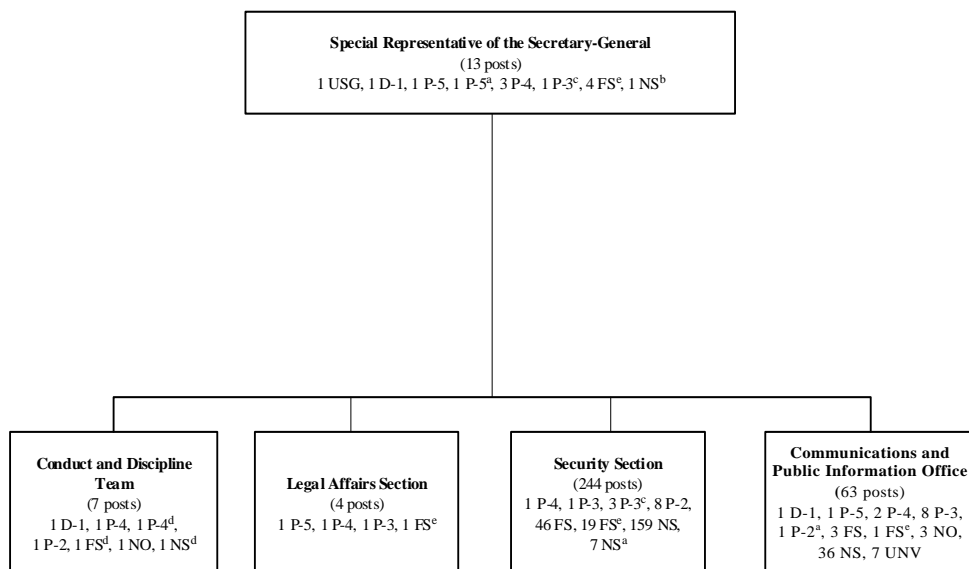 Special Representative of the Secretary-General
(13 posts)
1 USG, 1 D-1, 1 P-5, 1 P-5ᵃ, 3 P-4, 1 P-3ᶜ, 4 FSᵉ, 1 NSᵇ
Conduct and Discipline
Team
(7 posts)
1 D-1, 1 P-4, 1 P-4ᵈ,
1 P-2, 1 FSᵈ, 1 NO, 1 NSᵈ
Legal Affairs Section
(4 posts)
1 P-5, 1 P-4, 1 P-3, 1 FSᵉ
Security Section
(244 posts)
1 P-4, 1 P-3, 3 P-3ᶜ, 8 P-2,
46 FS, 19 FSᵉ, 159 NS,
7 NSᵃ
Communications and
Public Information Office
(63 posts)
1 D-1, 1 P-5, 2 P-4, 8 P-3,
1 P-2ᵃ, 3 FS, 1 FSᵉ, 3 NO,
36 NS, 7 UNV